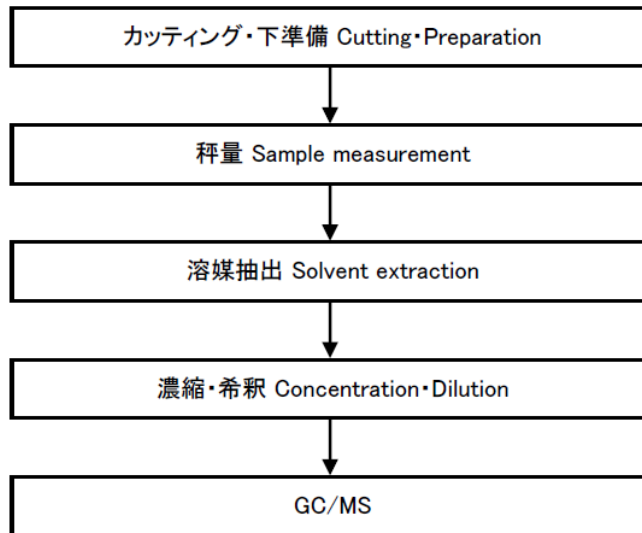 カッティング・下準備 Cutting・Preparation
秤量 Sample measurement
溶媒抽出 Solvent extraction
濃縮・希釈 Concentration・Dilution
GC/MS